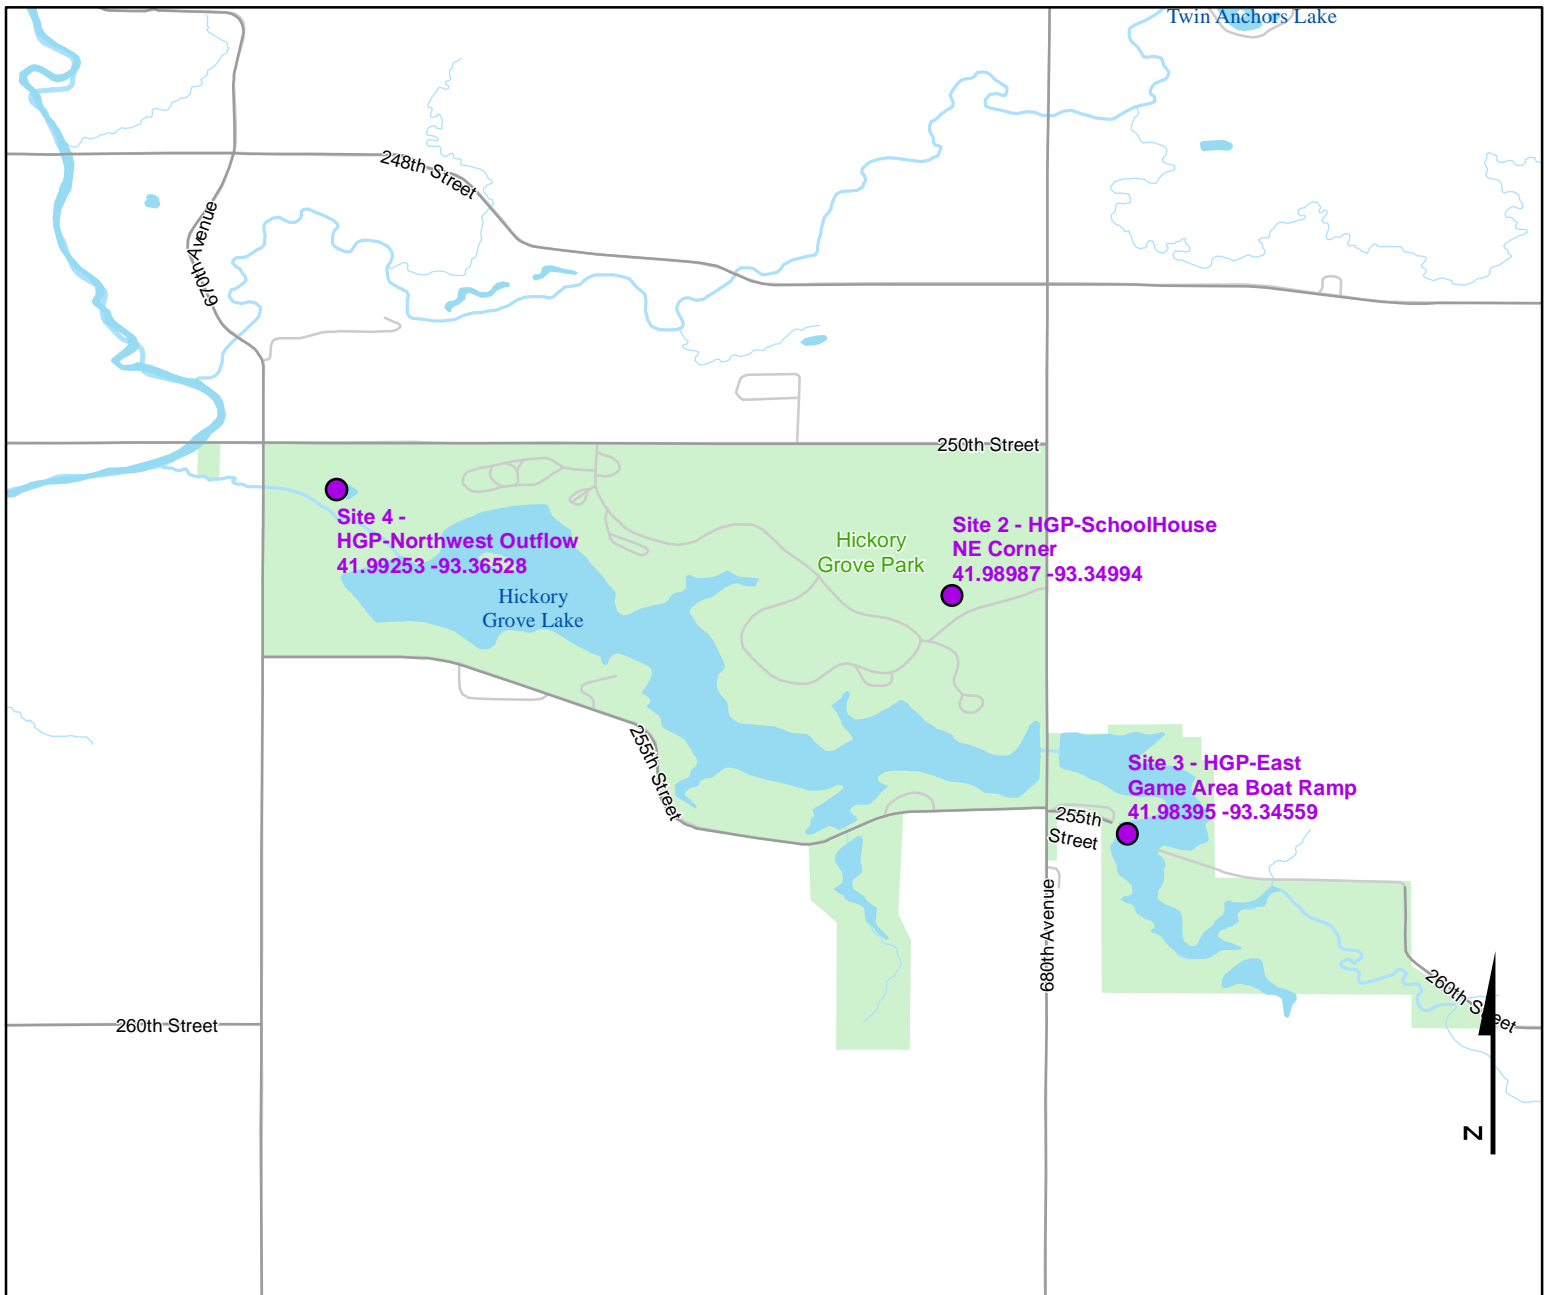 Twin Anchors Lake
248th Street
670th Avenue
250th Street
Site 4 -
HGP-Northwest Outflow
41.99253 -93.36528
Site 2 - HGP-SchoolHouse
NE Corner
41.98987 -93.34994
Hickory
Grove Park
Hickory
Grove Lake
255th Street
Site 3 - HGP-East
Game Area Boat Ramp
41.98395 -93.34559
255th
Street
680th Avenue
260th Street
260th Street
N